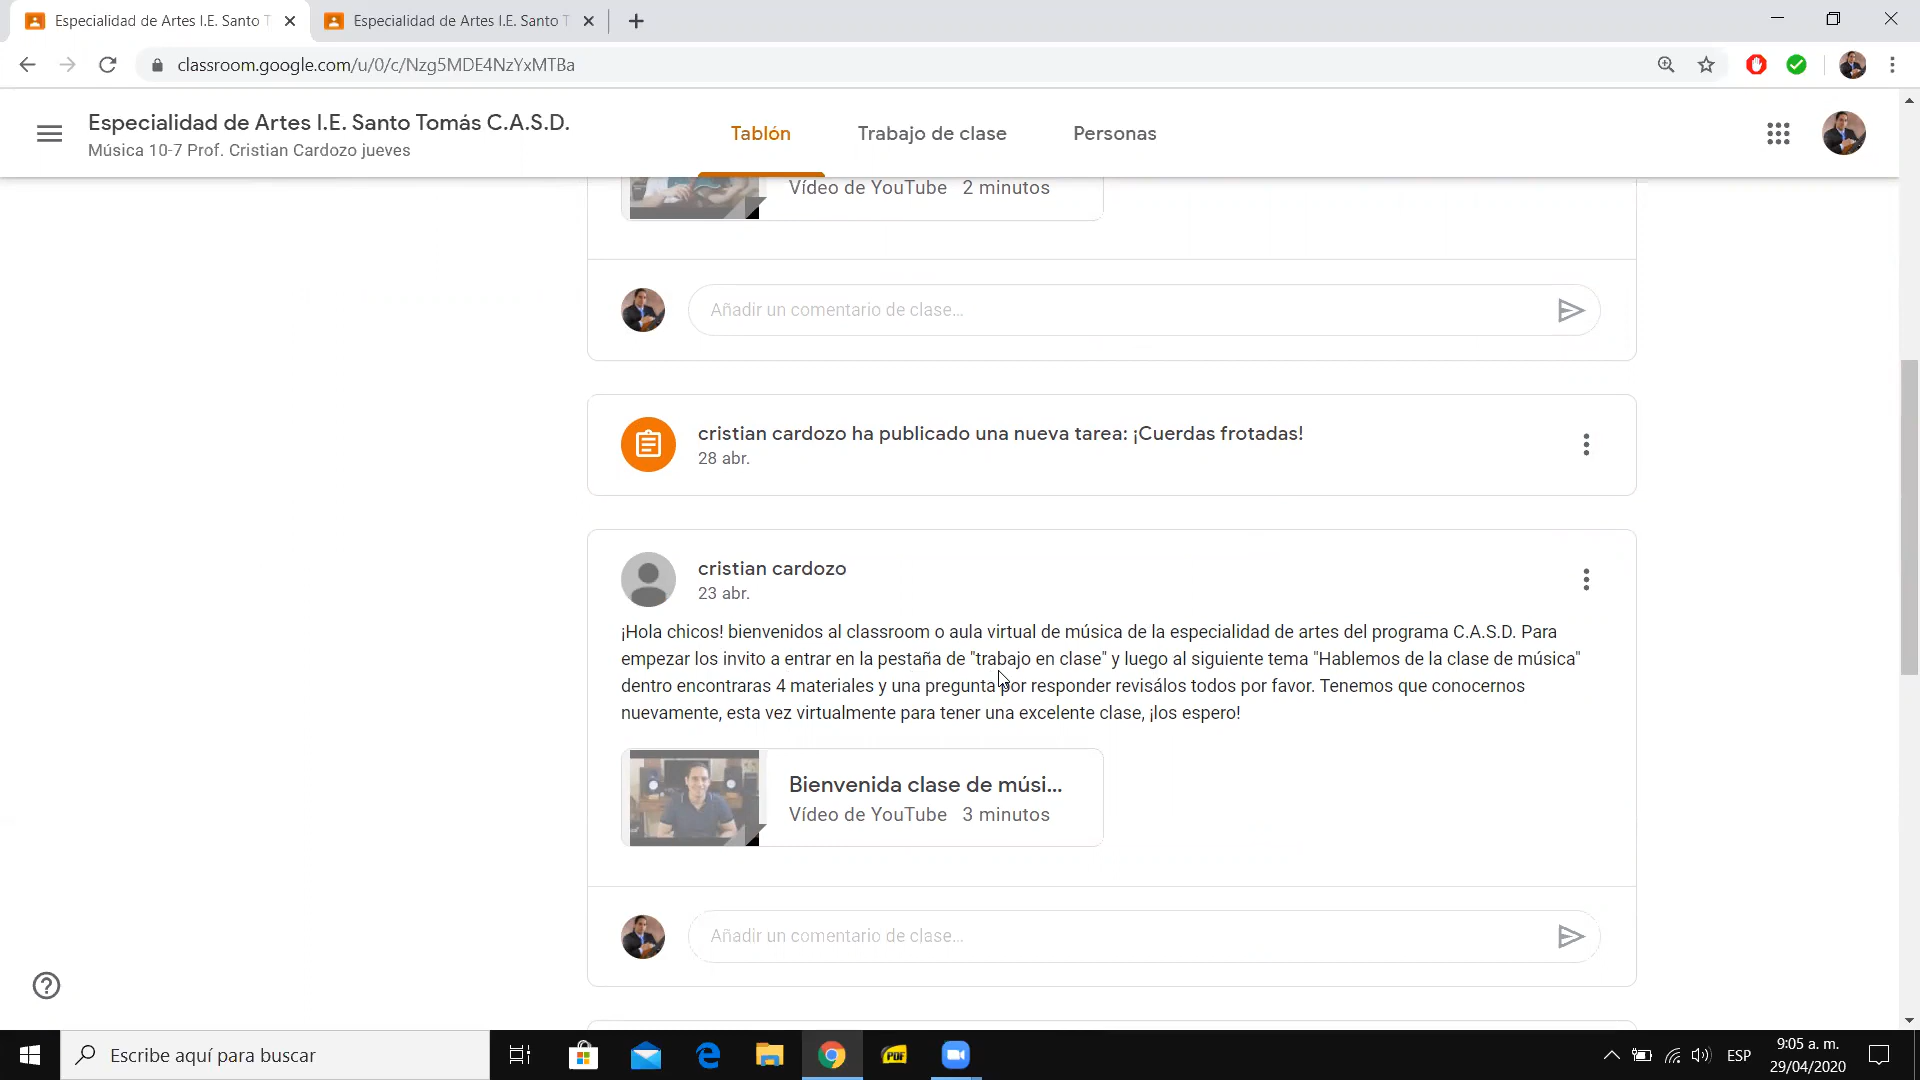 Especialidad de Artes I.E. Santo T
Especialidad de Artes I.E. Santo T
classroom.google.com/u/0/c/Nzg5MDE4NzYxMTBa
Especialidad de Artes I.E. Santo Tomás C.A.S.D.
Música 10-7 Prof. Cristian Cardozo jueves
Tablón
Trabajo de clase
Personas
Vídeo de YouTube 2 minutos
Añadir un comentario de clase...
cristian cardozo ha publicado una nueva tarea: ¡Cuerdas frotadas!
28 abr.
cristian cardozo
23 abr.
¡Hola chicos! bienvenidos al classroom o aula virtual de música de la especialidad de artes del programa C.A.S.D. Para
empezar los invito a entrar en la pestaña de "trabajo en clase" y luego al siguiente tema "Hablemos de la clase de música"
dentro encontraras 4 materiales y una pregunta por responder revisálos todos por favor. Tenemos que conocernos
nuevamente, esta vez virtualmente para tener una excelente clase, ¡los espero!
Bienvenida clase de músi...
Vídeo de YouTube 3 minutos
Añadir un comentario de clase...
Escribe aquí para buscar
PDF
ESP
9:05 a. m.
29/04/2020